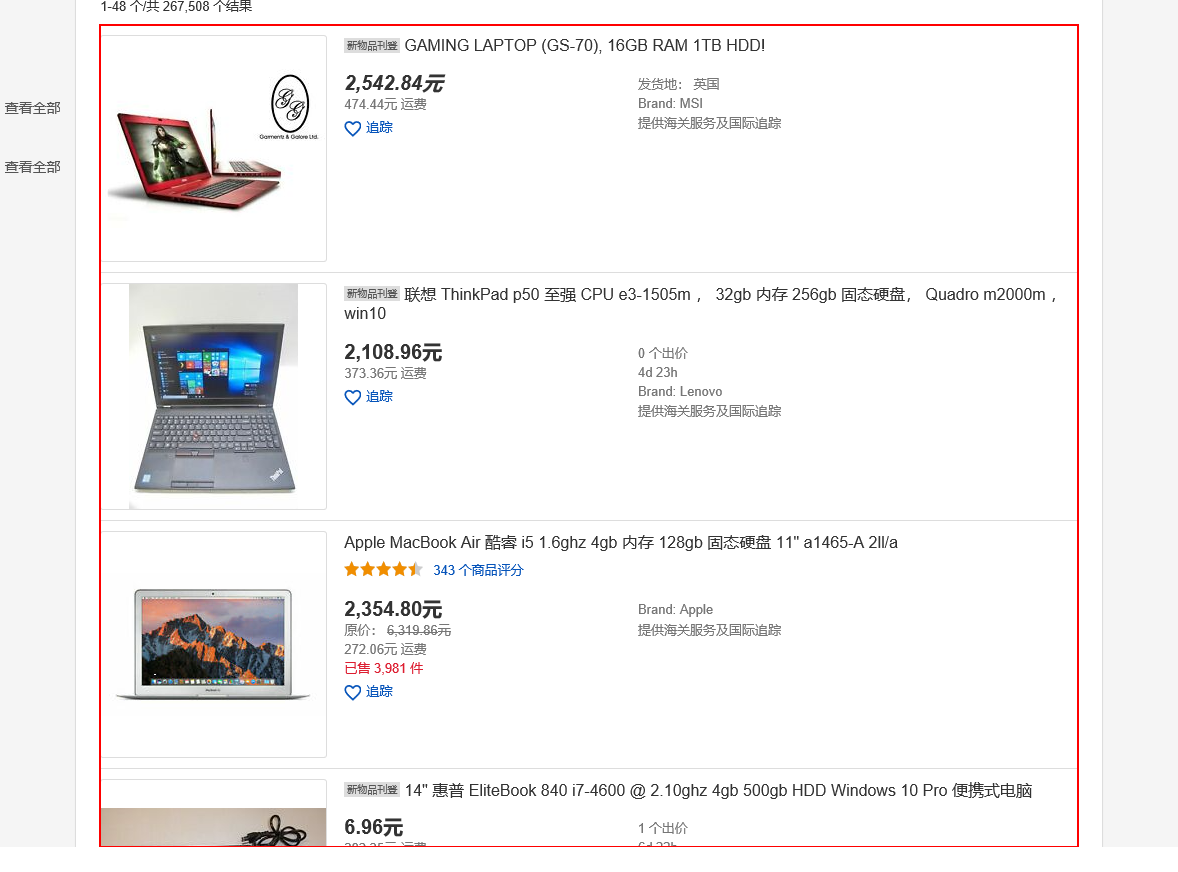 1-48 个/共 267,508 个结果
查看全部
查看全部
新物品刊登 GAMING LAPTOP (GS-70), 16GB RAM 1TB HDD!
2,542.84元
474.44元 运费
追踪
发货地： 英国
Brand: MSI
提供海关服务及国际追踪
Garmentz & Galore Ltd.
新物品刊登 联想 ThinkPad p50 至强 CPU e3-1505m， 32gb 内存 256gb 固态硬盘， Quadro m2000m，
win10
2,108.96元
373.36元 运费
追踪
0 个出价
4d 23h
Brand: Lenovo
提供海关服务及国际追踪
ThinkPad
Apple MacBook Air 酷睿 i5 1.6ghz 4gb 内存 128gb 固态硬盘 11" a1465-A 2ll/a
343 个商品评分
2,354.80元
原价： 6,319.86元
272.06元 运费
已售 3,981 件
追踪
Brand: Apple
提供海关服务及国际追踪
新物品刊登 14" 惠普 EliteBook 840 i7-4600 @ 2.10ghz 4gb 500gb HDD Windows 10 Pro 便携式电脑
6.96元
1 个出价